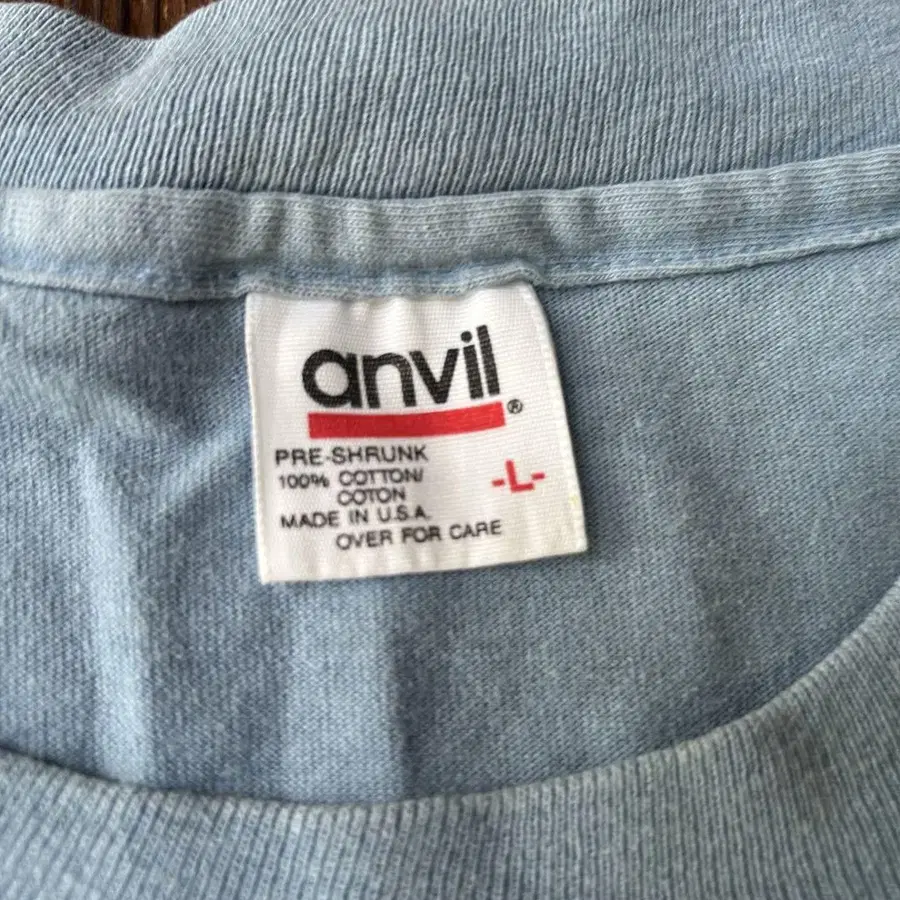 anvil®
PRE-SHRUNK
100% COTTON/
COTON
-L-
MADE IN U.S.A.
OVER FOR CARE